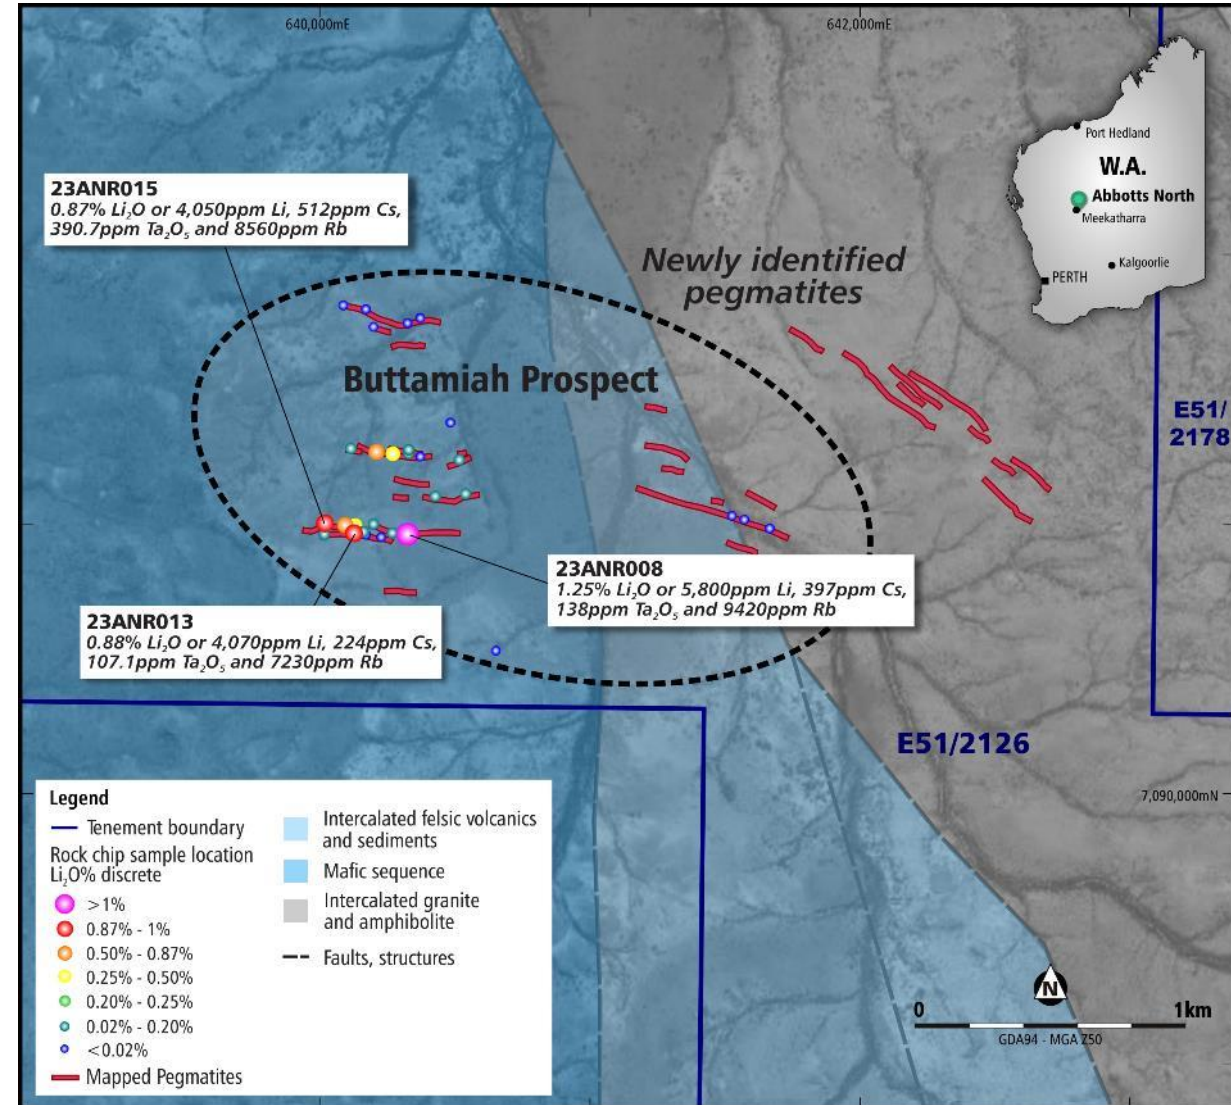 640,000mE
642,000mE
Port Hedland
W.A.
Abbotts North
Meekatharra
Kalgoorlie
PERTH
23ANR015
0.87% Li₂O or 4,050ppm Li, 512ppm Cs,
390.7ppm Ta₂O₅ and 8560ppm Rb
Newly identified
pegmatites
Buttamiah Prospect
E51/
2178
23ANR008
1.25% Li₂O or 5,800ppm Li, 397ppm Cs,
138ppm Ta₂O₅ and 9420ppm Rb
23ANR013
0.88% Li₂O or 4,070ppm Li, 224ppm Cs,
107.1ppm Ta₂O₅ and 7230ppm Rb
E51/2126
7,090,000mN
Legend
Tenement boundary
Rock chip sample location
Li₂O% discrete
>1%
0.87% - 1%
0.50% - 0.87%
0.25% - 0.50%
0.20% - 0.25%
0.02% - 0.20%
<0.02%
Mapped Pegmatites
Intercalated felsic volcanics
and sediments
Mafic sequence
Intercalated granite
and amphibolite
Faults, structures
N
0 1km
GDA94 - MGA Z50